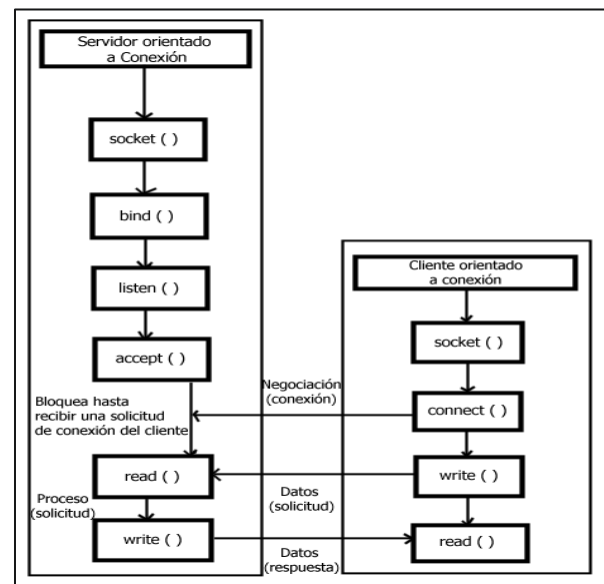 Servidor orientado
a Conexión
socket ( )
bind ( )
listen ( )
accept ( )
Bloquea hasta
recibir una solicitud
de conexión del cliente
read ( )
Proceso
(solicitud)
write ( )
Negociación
(conexión)
Datos
(solicitud)
Datos
(respuesta)
Cliente orientado
a conexión
socket ( )
connect ( )
write ( )
read ( )